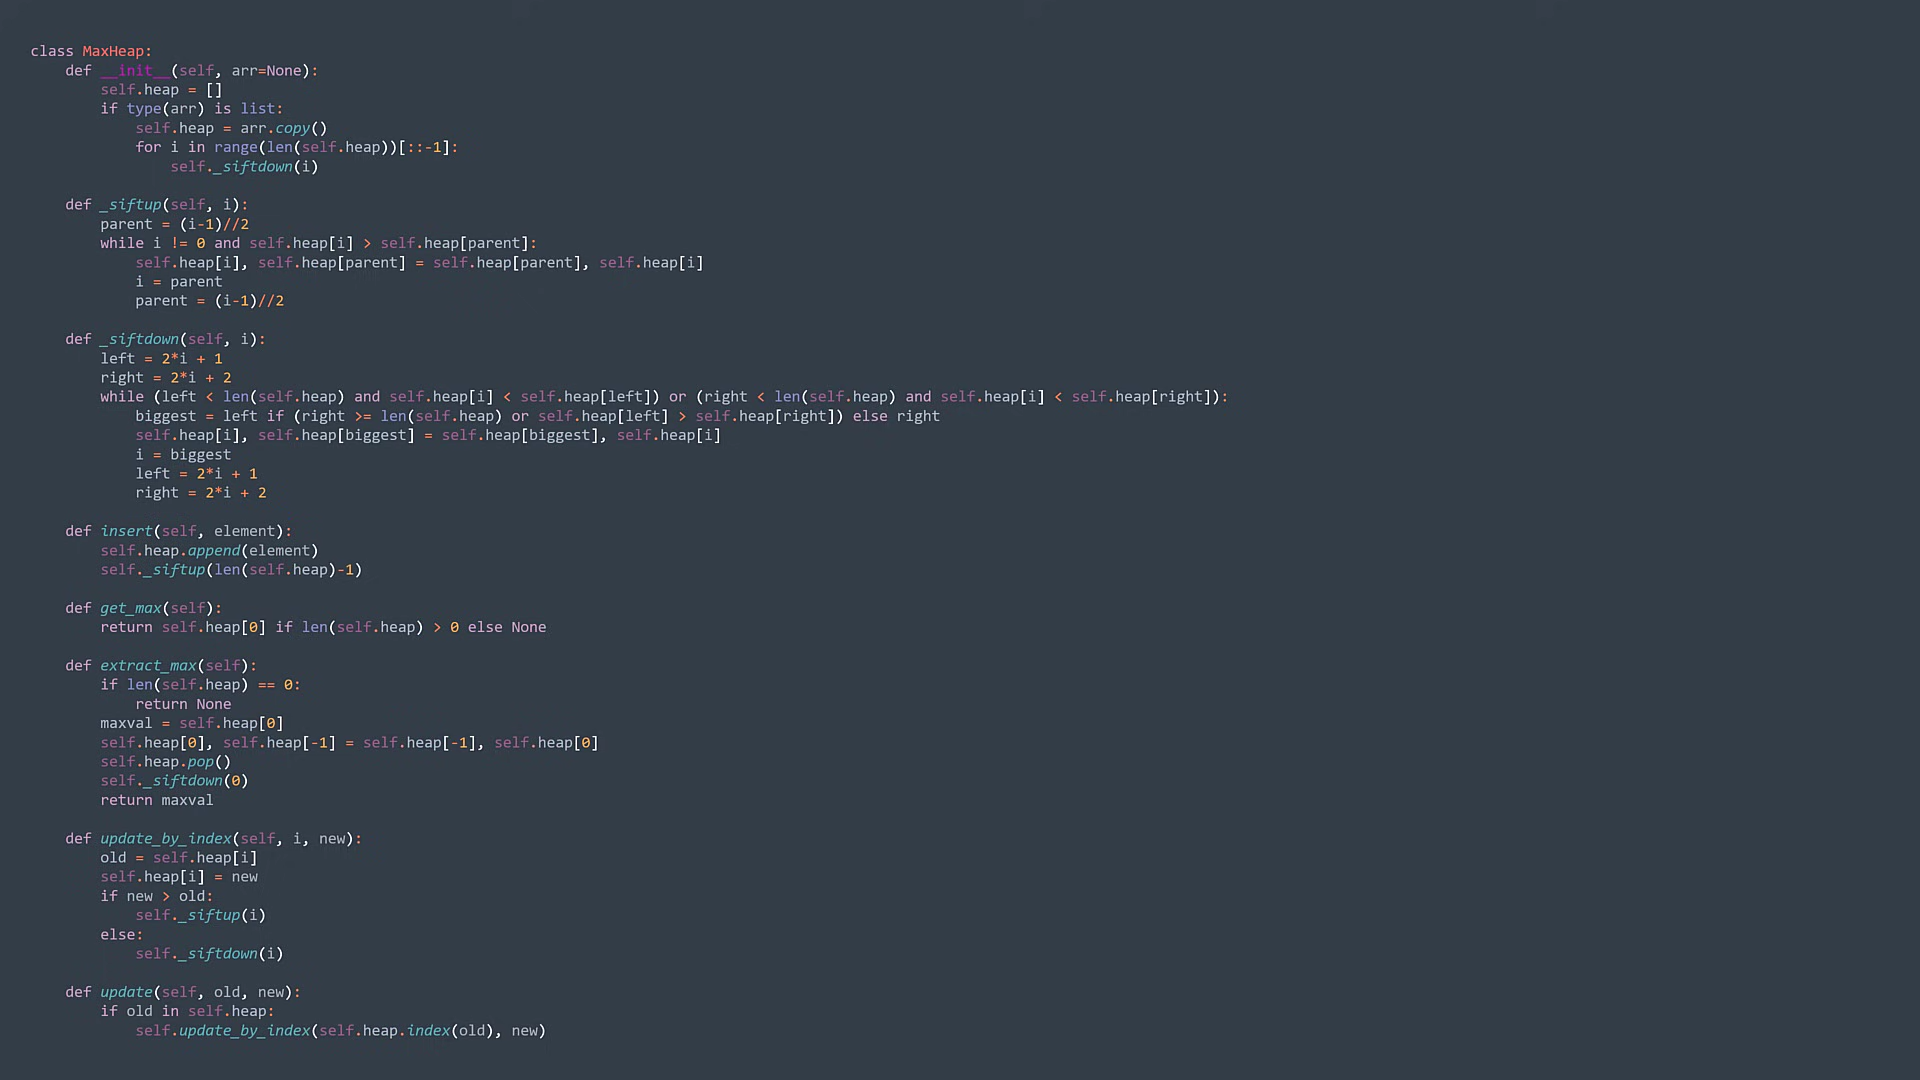 class MaxHeap:
    def __init__(self, arr=None):
        self.heap = []
        if type(arr) is list:
            self.heap = arr.copy()
            for i in range(len(self.heap))[::-1]:
                self._siftdown(i)

    def _siftup(self, i):
        parent = (i-1)//2
        while i != 0 and self.heap[i] > self.heap[parent]:
            self.heap[i], self.heap[parent] = self.heap[parent], self.heap[i]
            i = parent
            parent = (i-1)//2

    def _siftdown(self, i):
        left = 2*i + 1
        right = 2*i + 2
        while (left < len(self.heap) and self.heap[i] < self.heap[left]) or (right < len(self.heap) and self.heap[i] < self.heap[right]):
            biggest = left if (right >= len(self.heap) or self.heap[left] > self.heap[right]) else right
            self.heap[i], self.heap[biggest] = self.heap[biggest], self.heap[i]
            i = biggest
            left = 2*i + 1
            right = 2*i + 2

    def insert(self, element):
        self.heap.append(element)
        self._siftup(len(self.heap)-1)

    def get_max(self):
        return self.heap[0] if len(self.heap) > 0 else None

    def extract_max(self):
        if len(self.heap) == 0:
            return None
        maxval = self.heap[0]
        self.heap[0], self.heap[-1] = self.heap[-1], self.heap[0]
        self.heap.pop()
        self._siftdown(0)
        return maxval

    def update_by_index(self, i, new):
        old = self.heap[i]
        self.heap[i] = new
        if new > old:
            self._siftup(i)
        else:
            self._siftdown(i)

    def update(self, old, new):
        if old in self.heap:
            self.update_by_index(self.heap.index(old), new)